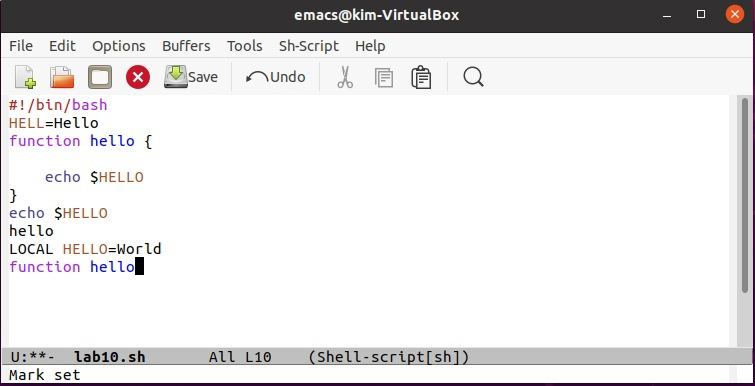 emacs@kim-VirtualBox
File Edit Options Buffers Tools Sh-Script Help
Save Undo
#!/bin/bash
HELL=Hello
function hello {
    echo $HELLO
}
echo $HELLO
hello
LOCAL HELLO=World
function hello
U:**-  lab10.sh       All L10    (Shell-script[sh])
Mark set